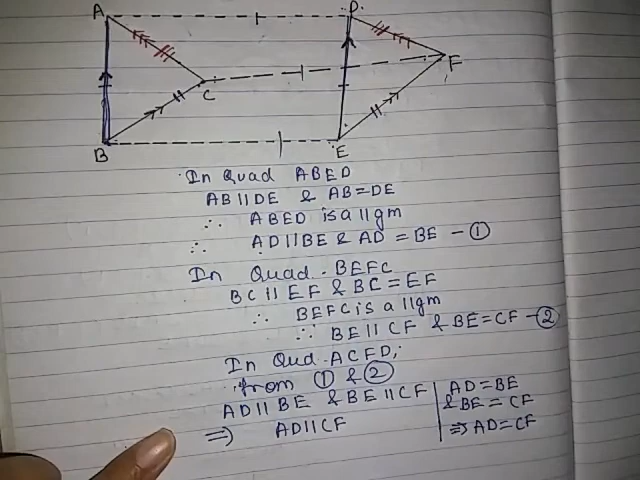 A
D
C
F
B
E
In Quad ABED
AB || DE & AB=DE
∴ ABED is a ||gm
∴ AD||BE & AD = BE - ①
In Quad. BEFC
BC || EF & BC = EF
∴ BEFC is a ||gm
∴ BE || CF & BE = CF - ②
In Qud. ACFD,
from ① & ②
AD || BE & BE || CF
⇒ AD || CF
AD = BE
& BE = CF
⇒ AD = CF